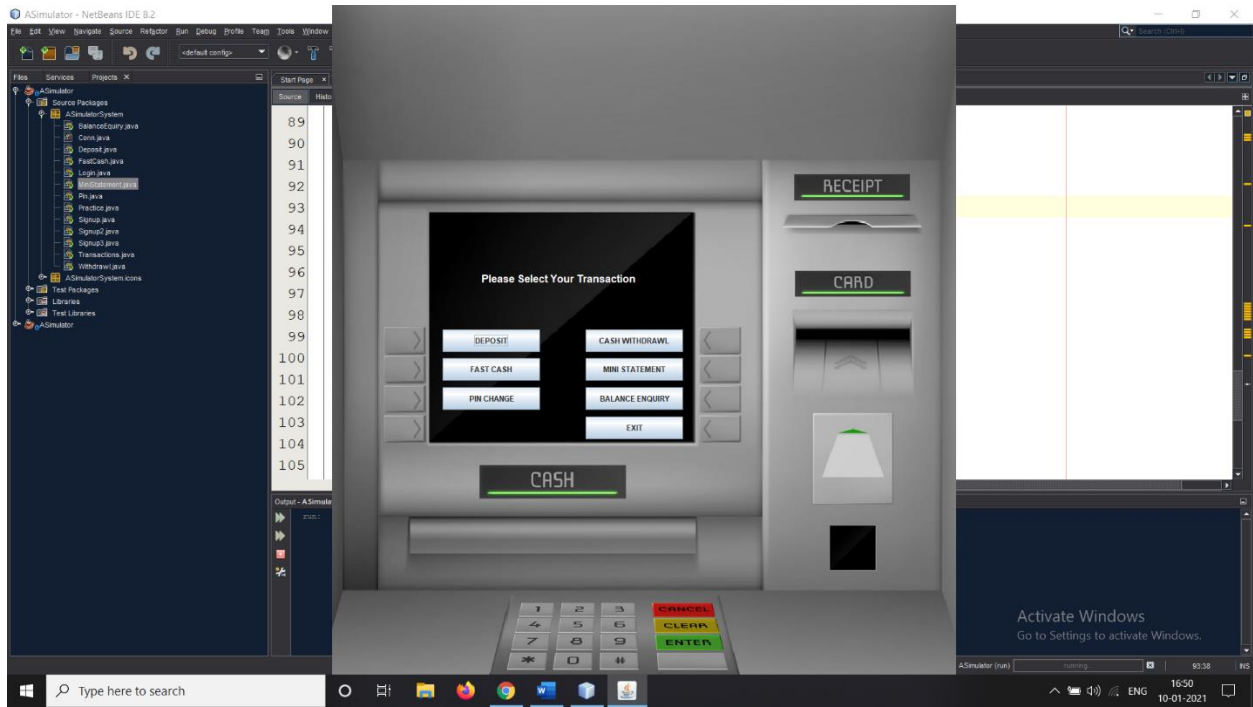 ASimulator - NetBeans IDE 8.2
File Edit View Navigate Source Refactor Run Debug Profile Team Tools Window
Search (Ctrl+I)
<default config>
Files Services Projects
Start Page
Source
ASimulator
Source Packages
ASimulatorSystem
BalanceEnquiry.java
Conn.java
Deposit.java
FastCash.java
Login.java
MiniStatement.java
Pin.java
Practice.java
Signup.java
Signup2.java
Signup3.java
Transactions.java
Withdrawl.java
ASimulatorSystem.icons
Test Packages
Libraries
Test Libraries
ASimulator
89
90
91
92
93
94
95
96
97
98
99
100
101
102
103
104
105
RECEIPT
CARD
Please Select Your Transaction
DEPOSIT
CASH WITHDRAWL
FAST CASH
MINI STATEMENT
PIN CHANGE
BALANCE ENQUIRY
EXIT
CASH
1 2 3 CANCEL
4 5 6 CLEAR
7 8 9 ENTER
* 0 #
Output - ASimula
run:
Activate Windows
Go to Settings to activate Windows.
ASimulator (run) running... 93:38 INS
Type here to search
ENG
16:50
10-01-2021